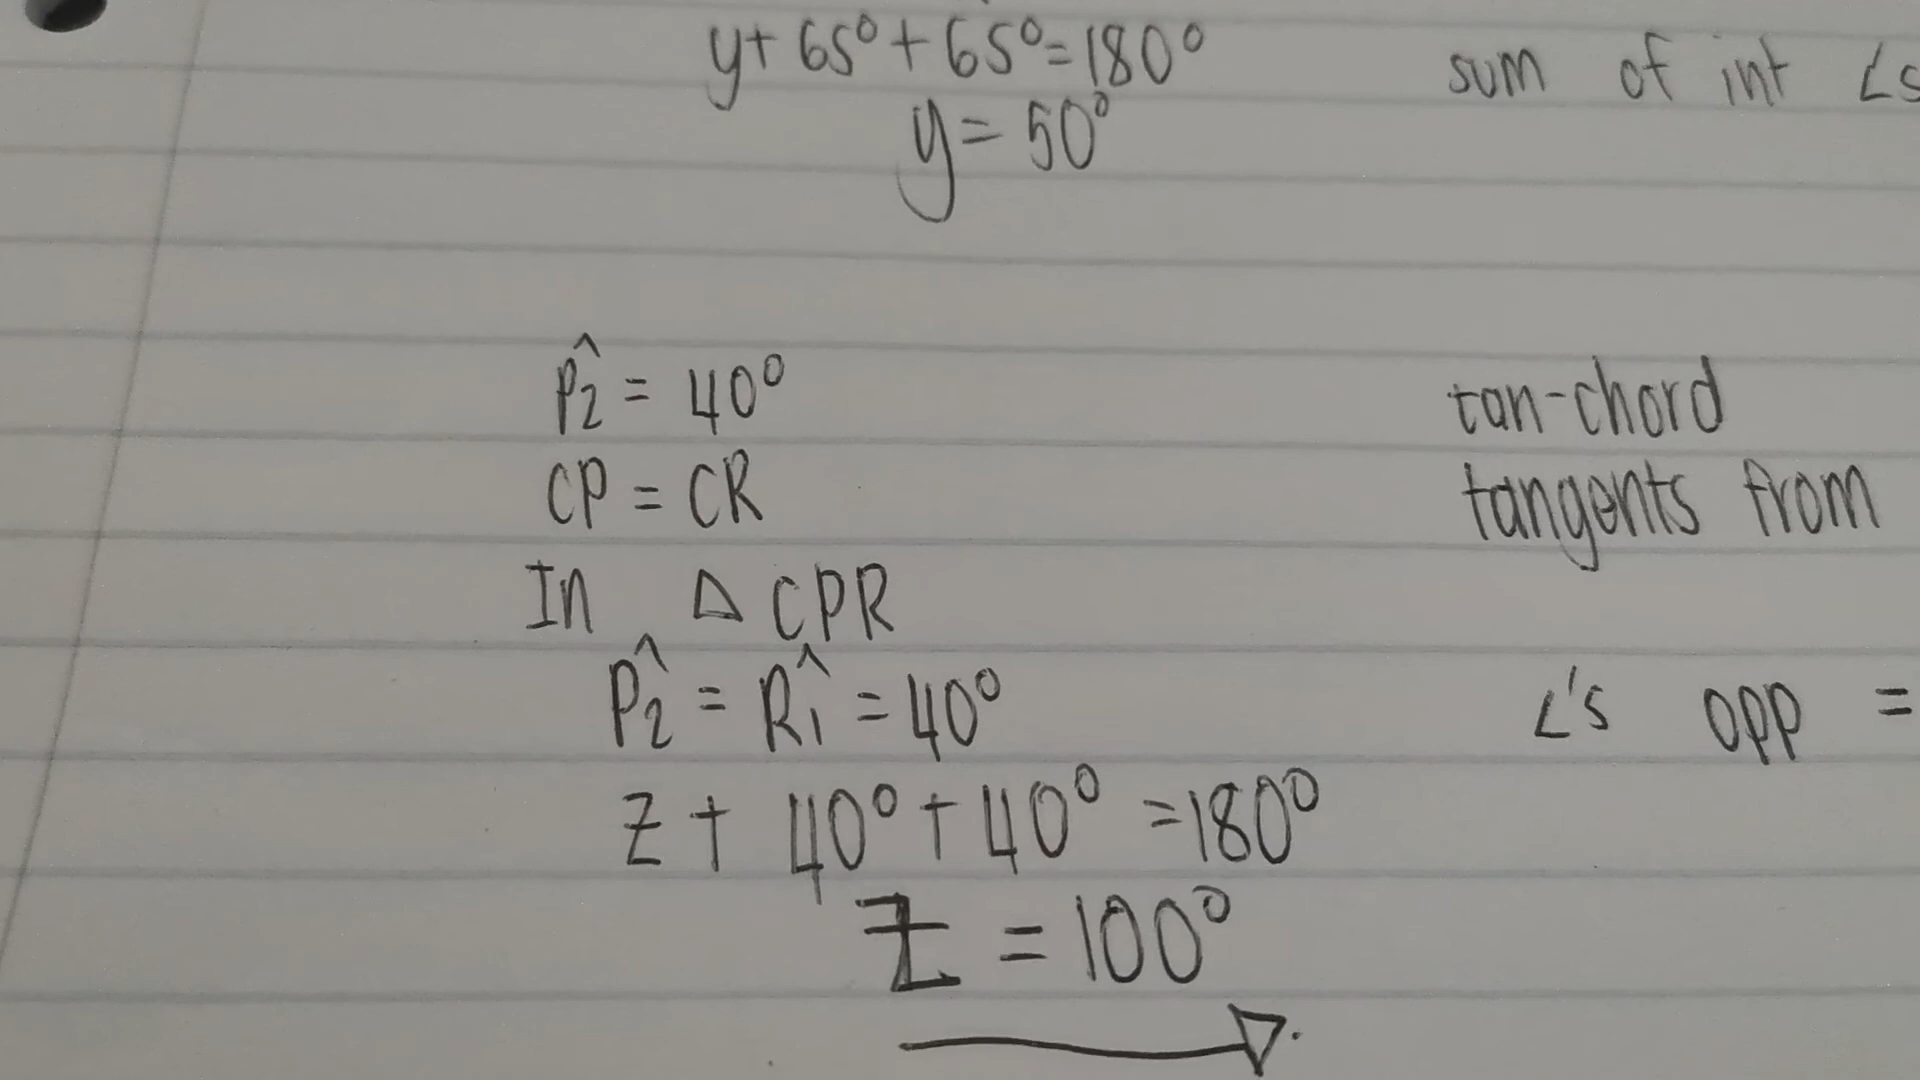 y + 65° + 65° = 180° sum of int ∠s
y = 50°
P̂2 = 40° tan-chord
CP = CR tangents from
In △ CPR
P̂2 = R̂1 = 40° ∠'s opp =
z + 40° + 40° = 180°
z = 100°